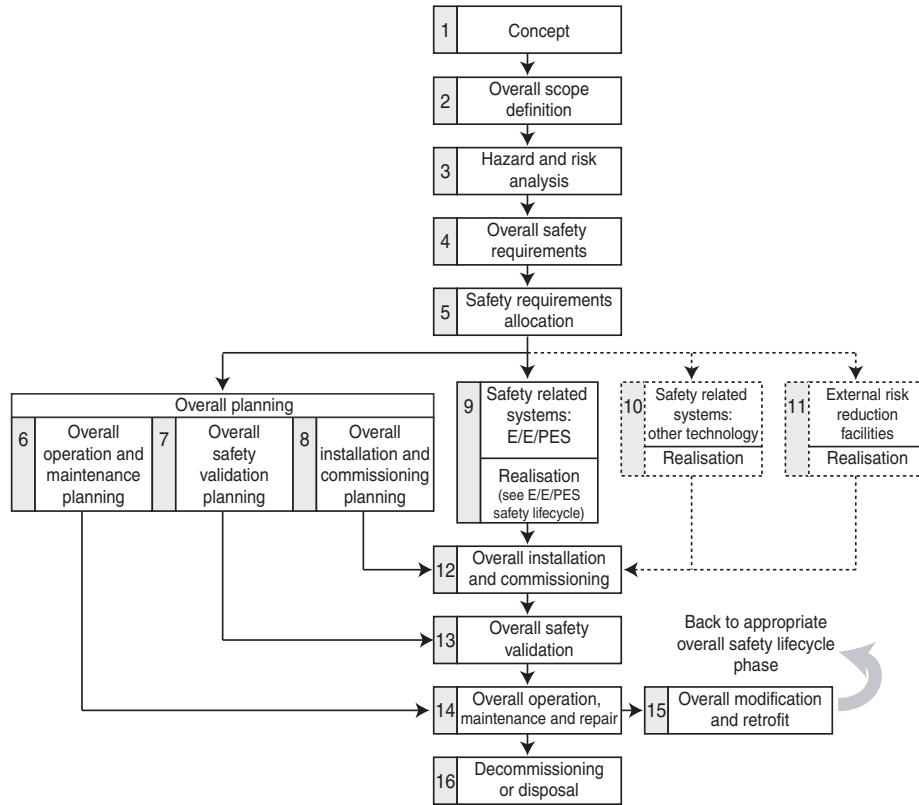 1
Concept
2
Overall scope
definition
3
Hazard and risk
analysis
4
Overall safety
requirements
5
Safety requirements
allocation
Overall planning
6
Overall
operation and
maintenance
planning
7
Overall
safety
validation
planning
8
Overall
installation and
commissioning
planning
9
Safety related
systems:
E/E/PES
Realisation
(see E/E/PES
safety lifecycle)
10
Safety related
systems:
other technology
Realisation
11
External risk
reduction
facilities
Realisation
12
Overall installation
and commissioning
13
Overall safety
validation
Back to appropriate
overall safety lifecycle
phase
14
Overall operation,
maintenance and repair
15
Overall modification
and retrofit
16
Decommissioning
or disposal